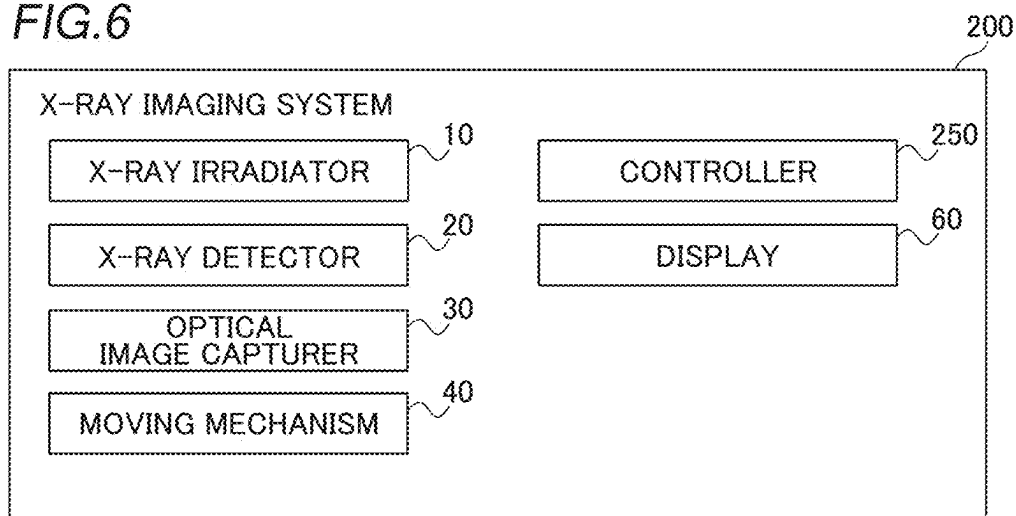 FIG.6
200
X-RAY IMAGING SYSTEM
10
X-RAY IRRADIATOR
20
X-RAY DETECTOR
30
OPTICAL
IMAGE CAPTURER
40
MOVING MECHANISM
250
CONTROLLER
60
DISPLAY